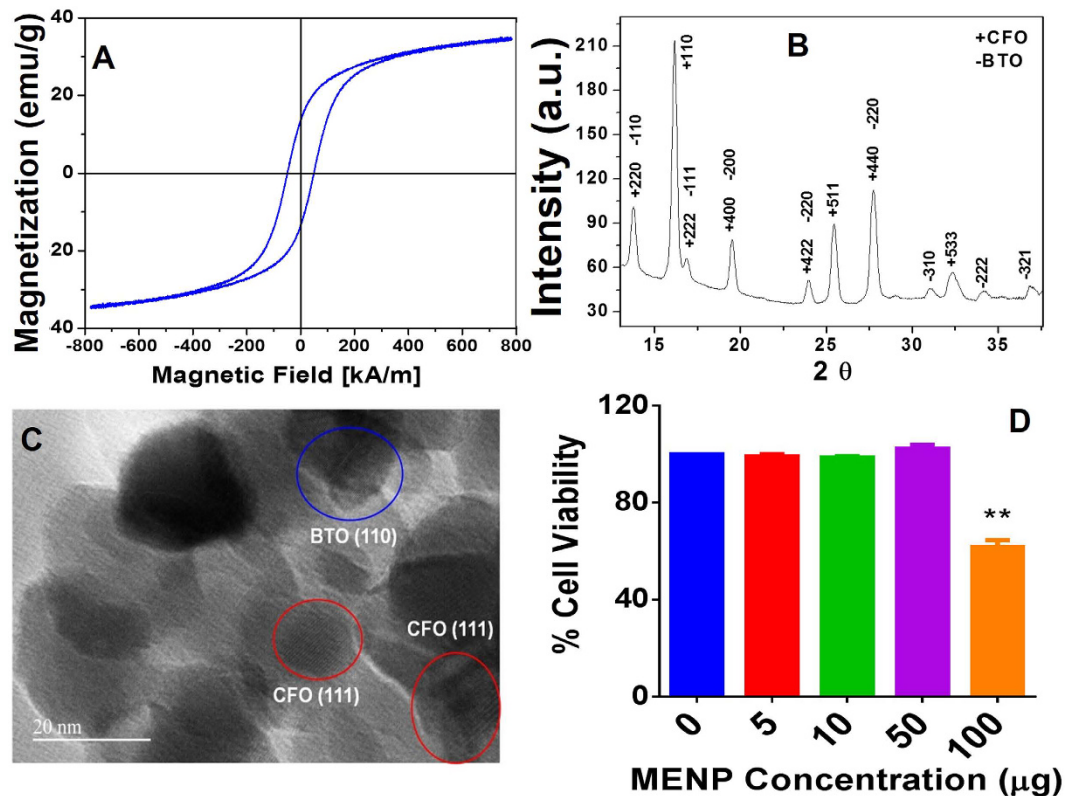 A
Magnetization (emu/g)
40
20
0
20
40
-800 -600 -400 -200 0 200 400 600 800
Magnetic Field [kA/m]
B
+CFO
-BTO
Intensity (a.u.)
210
180
150
120
90
60
30
+220 -110
+110
+222 -111
+400 -200
+422 -220
+511
+440 -220
-310
+533
-222
-321
15 20 25 30 35
2 θ
C
BTO (110)
CFO (111)
CFO (111)
20 nm
D
% Cell Viability
120
80
40
0
**
0 5 10 50 100
MENP Concentration (μg)